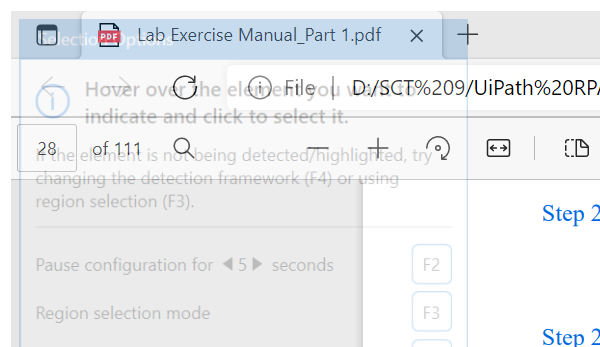 Selection Options
PDF
Lab Exercise Manual_Part 1.pdf
Hover over the element you want to
indicate and click to select it.
File
D:/SCT%209/UiPath%20RPA
28
of 111
If the element is not being detected/highlighted, try
changing the detection framework (F4) or using
region selection (F3).
Step 2
Pause configuration for 5 seconds
F2
Region selection mode
F3
Step 2